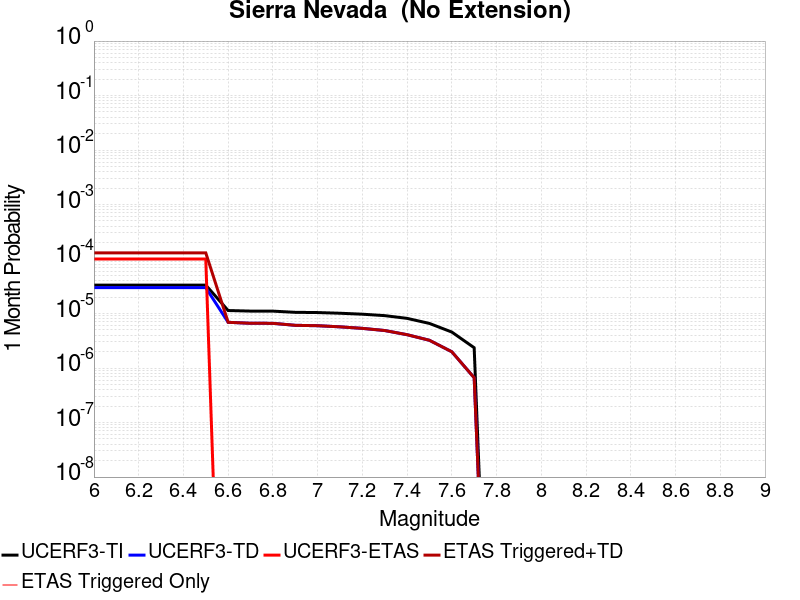 Sierra Nevada  (No Extension)
10^0
10^-1
10^-2
10^-3
10^-4
10^-5
10^-6
10^-7
10^-8
1 Month Probability
6 6.2 6.4 6.6 6.8 7 7.2 7.4 7.6 7.8 8 8.2 8.4 8.6 8.8 9
Magnitude
UCERF3-TI UCERF3-TD UCERF3-ETAS ETAS Triggered+TD
ETAS Triggered Only